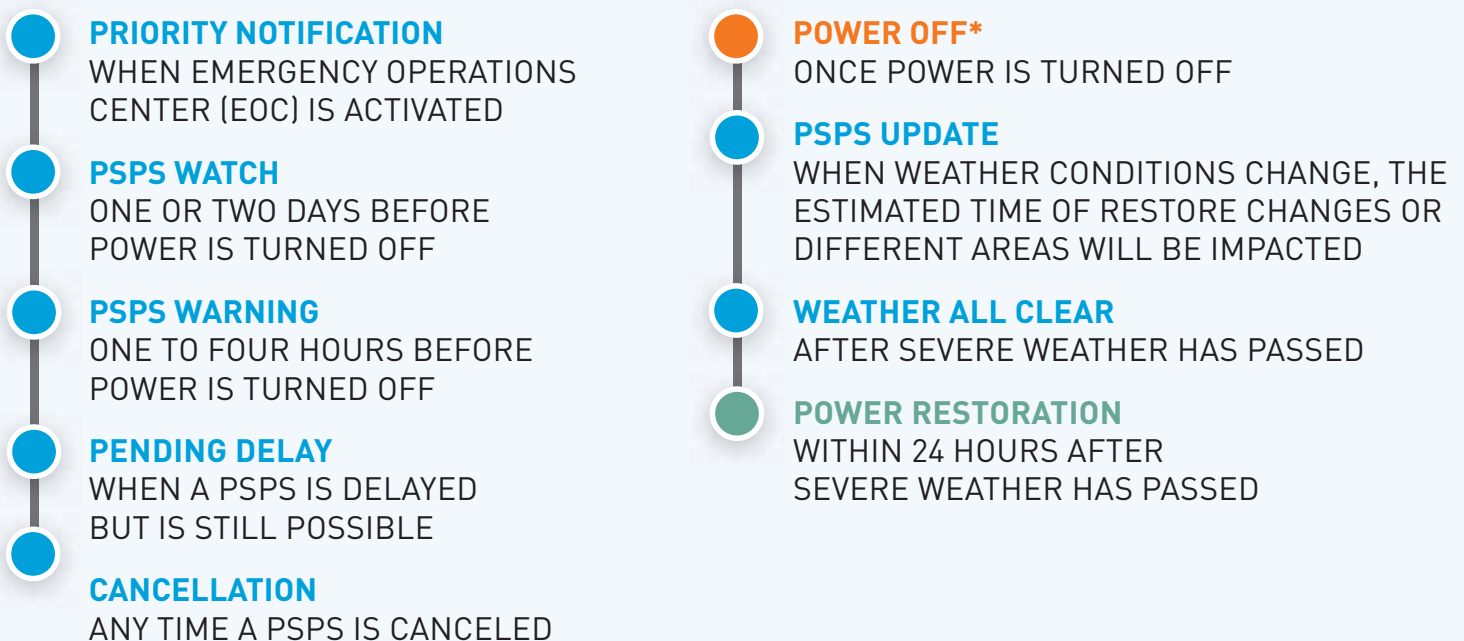 PRIORITY NOTIFICATION
WHEN EMERGENCY OPERATIONS
CENTER (EOC) IS ACTIVATED
PSPS WATCH
ONE OR TWO DAYS BEFORE
POWER IS TURNED OFF
PSPS WARNING
ONE TO FOUR HOURS BEFORE
POWER IS TURNED OFF
PENDING DELAY
WHEN A PSPS IS DELAYED
BUT IS STILL POSSIBLE
CANCELLATION
ANY TIME A PSPS IS CANCELED
POWER OFF*
ONCE POWER IS TURNED OFF
PSPS UPDATE
WHEN WEATHER CONDITIONS CHANGE, THE
ESTIMATED TIME OF RESTORE CHANGES OR
DIFFERENT AREAS WILL BE IMPACTED
WEATHER ALL CLEAR
AFTER SEVERE WEATHER HAS PASSED
POWER RESTORATION
WITHIN 24 HOURS AFTER
SEVERE WEATHER HAS PASSED